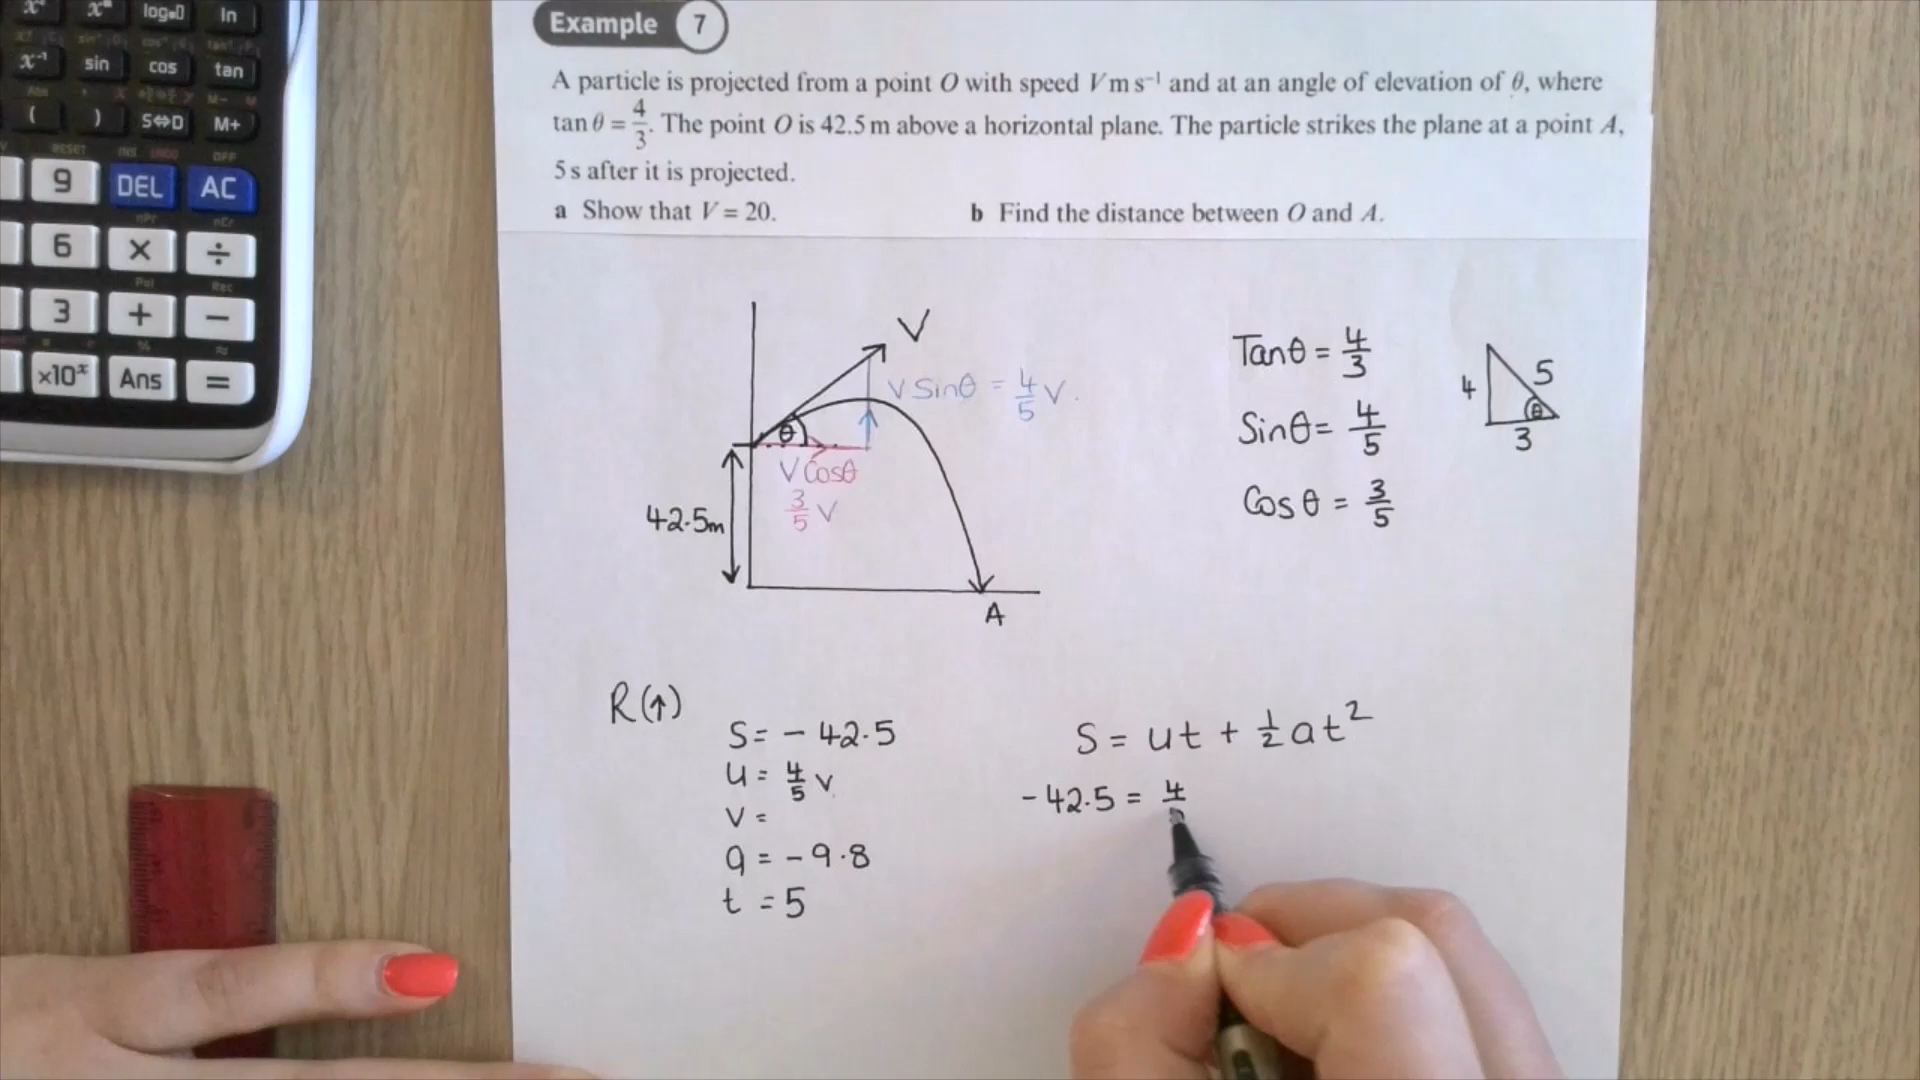 Example 7
A particle is projected from a point O with speed V m s⁻¹ and at an angle of elevation of θ, where
tan θ = 4/3. The point O is 42.5 m above a horizontal plane. The particle strikes the plane at a point A,
5 s after it is projected.
a Show that V = 20.
b Find the distance between O and A.
V
V Sinθ = 4/5 V.
θ
V Cosθ
3/5 V
42.5m
A
Tanθ = 4/3
Sinθ = 4/5
Cosθ = 3/5
4
5
θ
3
R(↑)
S = - 42.5
u = 4/5 V
v =
a = - 9.8
t = 5
S = ut + 1/2 at²
- 42.5 = 4
log■□
ln
x⁻¹
sin
cos
tan
(
)
S⇔D
M+
9
DEL
AC
6
×
÷
3
+
−
×10ˣ
Ans
=